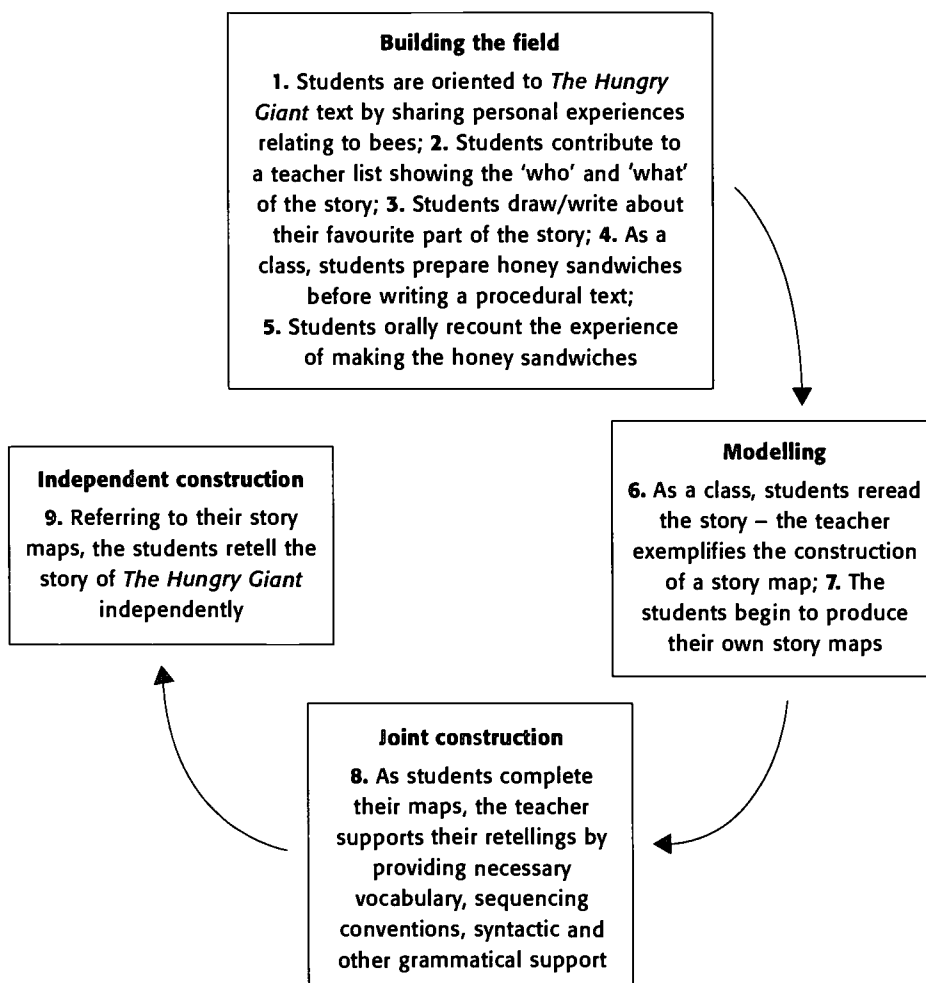 Building the field
1. Students are oriented to The Hungry
Giant text by sharing personal experiences
relating to bees; 2. Students contribute to
a teacher list showing the ‘who’ and ‘what’
of the story; 3. Students draw/write about
their favourite part of the story; 4. As a
class, students prepare honey sandwiches
before writing a procedural text;
5. Students orally recount the experience
of making the honey sandwiches
Modelling
6. As a class, students reread
the story – the teacher
exemplifies the construction
of a story map; 7. The
students begin to produce
their own story maps
Joint construction
8. As students complete
their maps, the teacher
supports their retellings by
providing necessary
vocabulary, sequencing
conventions, syntactic and
other grammatical support
Independent construction
9. Referring to their story
maps, the students retell the
story of The Hungry Giant
independently